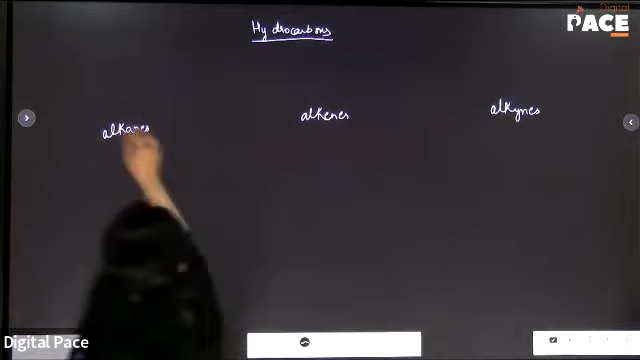 Digital
PACE
Hydrocarbons
alkanes
alkenes
alkynes
Digital Pace